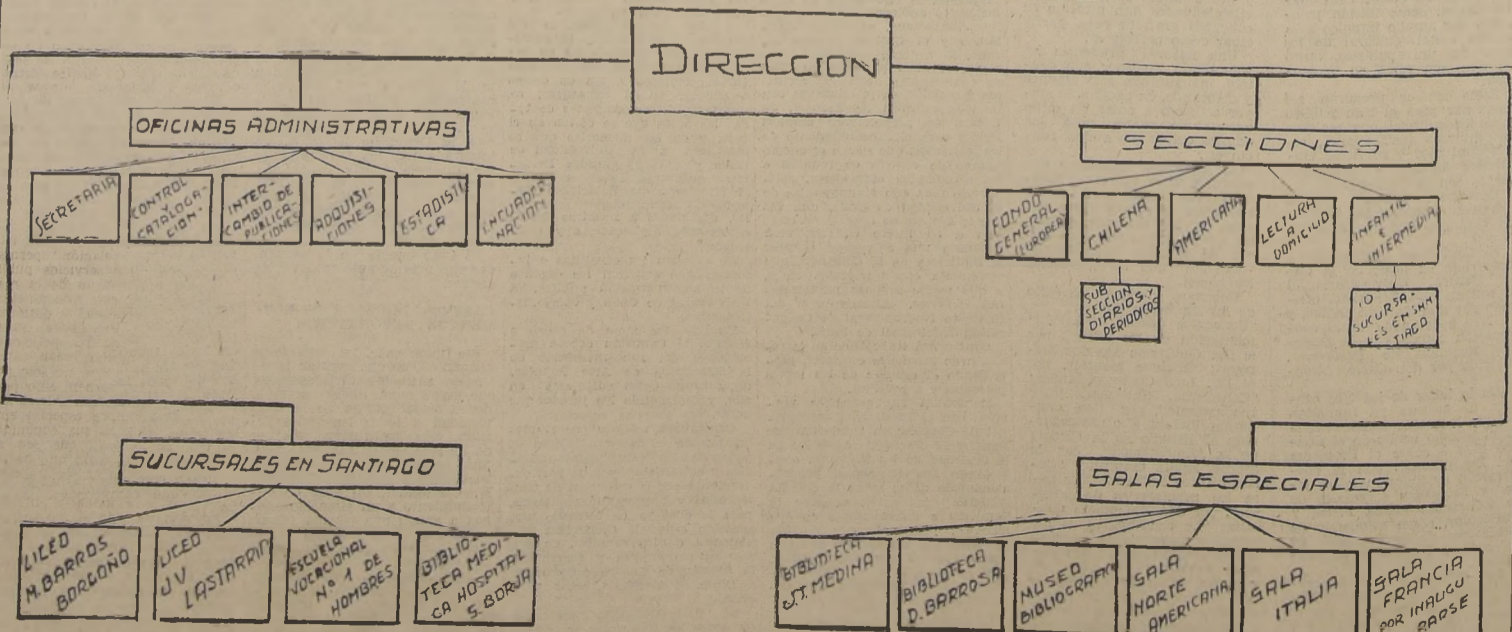 DIRECCION
OFICINAS ADMINISTRATIVAS
SECRETARIA
CONTROL
Y
CATALOGA-
CION-
INTER-
CAMBIO DE
PUBLICA-
CIONES
ADQUISI-
CIONES
ESTADISTI
CA
ENCUADER
NACION
SECCIONES
FONDO
GENERAL
(EUROPEA)
CHILENA
AMERICANA
LECTURA
A
DOMICILIO
INFANTIL
E
INTERMEDIA
SUB
SECCION
DIARIOS Y
PERIODICOS
10
SUCURSA-
LES EN SAN
TIAGO
SUCURSALES EN SANTIAGO
LICEO
M. BARROS
BORGOÑO
LICEO
J V
LASTARRIA
ESCUELA
VOCACIONAL
Nº 1 DE
HOMBRES
BIBLIO-
TECA MÉDI-
CA HOSPITAL
S. BORJA
SALAS ESPECIALES
BIBLIOTECA
J.T. MEDINA
BIBLIOTECA
D. BARROS A
MUSEO
BIBLIOGRAFICO
SALA
NORTE
AMERICANA
SALA
ITALIA
SALA
FRANCIA
POR INAUGU
RARSE